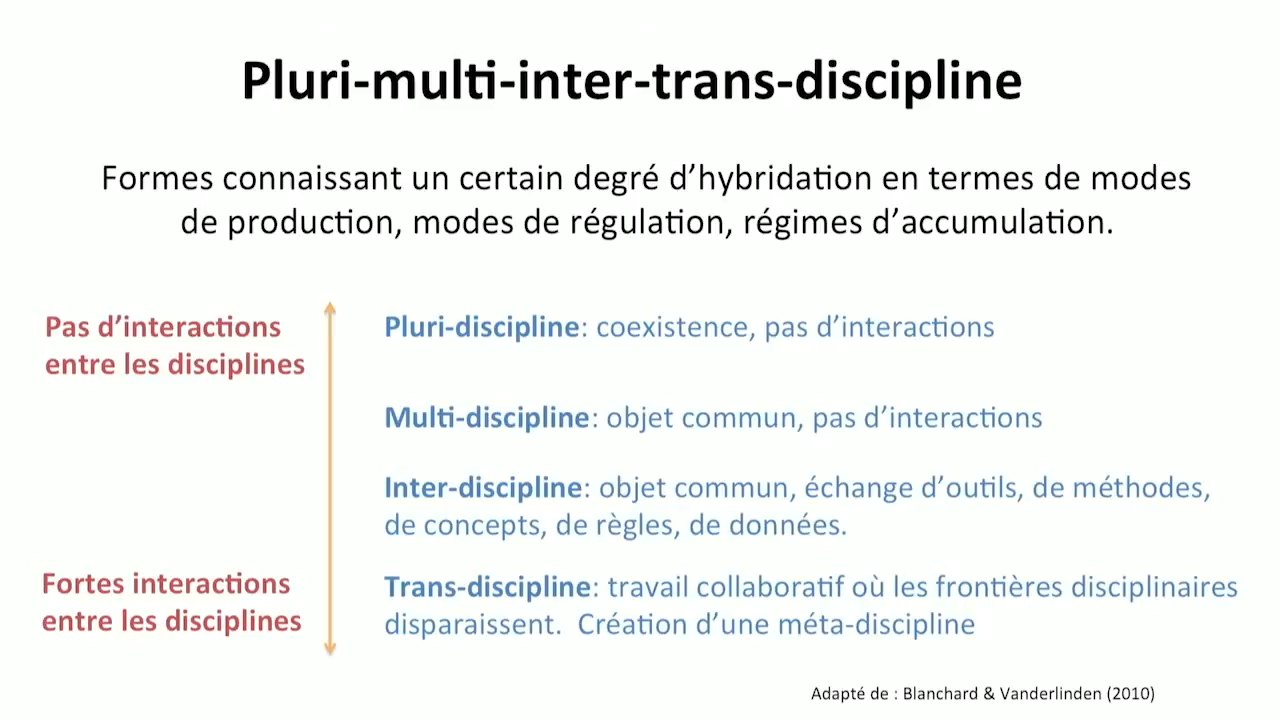 Pluri-multi-inter-trans-discipline
Formes connaissant un certain degré d’hybridation en termes de modes
de production, modes de régulation, régimes d’accumulation.
Pas d’interactions
entre les disciplines
Pluri-discipline: coexistence, pas d’interactions
Multi-discipline: objet commun, pas d’interactions
Inter-discipline: objet commun, échange d’outils, de méthodes,
de concepts, de règles, de données.
Fortes interactions
entre les disciplines
Trans-discipline: travail collaboratif où les frontières disciplinaires
disparaissent.  Création d’une méta-discipline
Adapté de : Blanchard & Vanderlinden (2010)